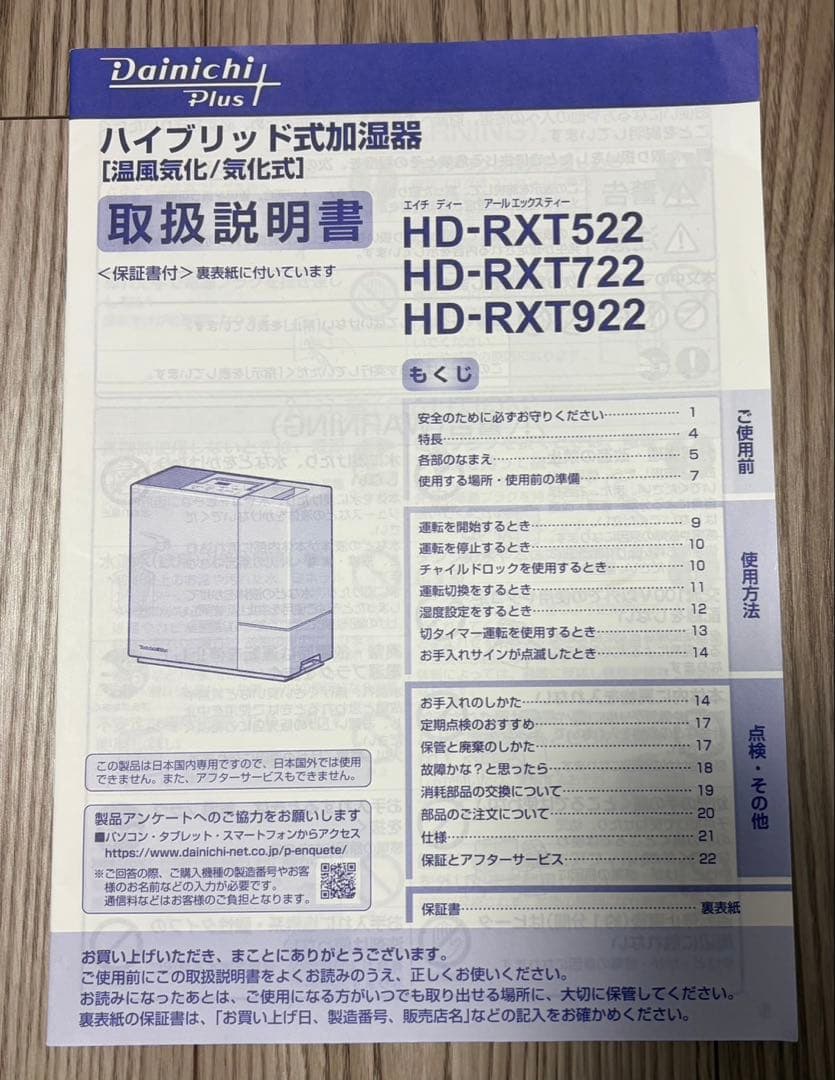 Dainichi
Plus
ハイブリッド式加湿器
[温風気化/気化式]
取扱説明書
<保証書付>裏表紙に付いています
エイチ ディー アールエックスティー
HD-RXT522
HD-RXT722
HD-RXT922
もくじ
ご使用前
安全のために必ずお守りください…………… 1
特長…………………………………………… 4
各部のなまえ………………………………… 5
使用する場所・使用前の準備……………… 7
使用方法
運転を開始するとき………………………… 9
運転を停止するとき………………………… 10
チャイルドロックを使用するとき………… 10
運転切換をするとき………………………… 11
湿度設定をするとき………………………… 12
切タイマー運転を使用するとき…………… 13
お手入れサインが点滅したとき…………… 14
点検・その他
お手入れのしかた…………………………… 14
定期点検のおすすめ………………………… 17
保管と廃棄のしかた………………………… 17
故障かな?と思ったら……………………… 18
消耗部品の交換について…………………… 19
部品のご注文について……………………… 20
仕様…………………………………………… 21
保証とアフターサービス…………………… 22
保証書………………………………………… 裏表紙
この製品は日本国内専用ですので、日本国外では使用
できません。また、アフターサービスもできません。
製品アンケートへのご協力をお願いします
■パソコン・タブレット・スマートフォンからアクセス
https://www.dainichi-net.co.jp/p-enquete/
※ご回答の際、ご購入機種の製造番号やお客
様のお名前などの入力が必要です。
通信料などはお客様のご負担となります。
お買い上げいただき、まことにありがとうございます。
ご使用前にこの取扱説明書をよくお読みのうえ、正しくお使いください。
お読みになったあとは、ご使用になる方がいつでも取り出せる場所に、大切に保管してください。
裏表紙の保証書は、「お買い上げ日、製造番号、販売店名」などの記入をお確かめください。